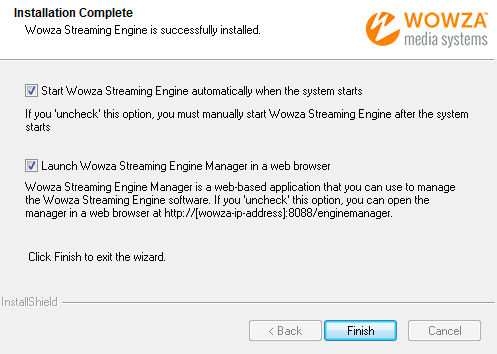 Installation Complete
Wowza Streaming Engine is successfully installed.
WOWZA™
media systems
Start Wowza Streaming Engine automatically when the system starts
If you 'uncheck' this option, you must manually start Wowza Streaming Engine after the system
starts
Launch Wowza Streaming Engine Manager in a web browser
Wowza Streaming Engine Manager is a web-based application that you can use to manage
the Wowza Streaming Engine software. If you 'uncheck' this option, you can open the
manager in a web browser at http://[wowza-ip-address]:8088/enginemanager.
Click Finish to exit the wizard.
InstallShield
< Back
Finish
Cancel